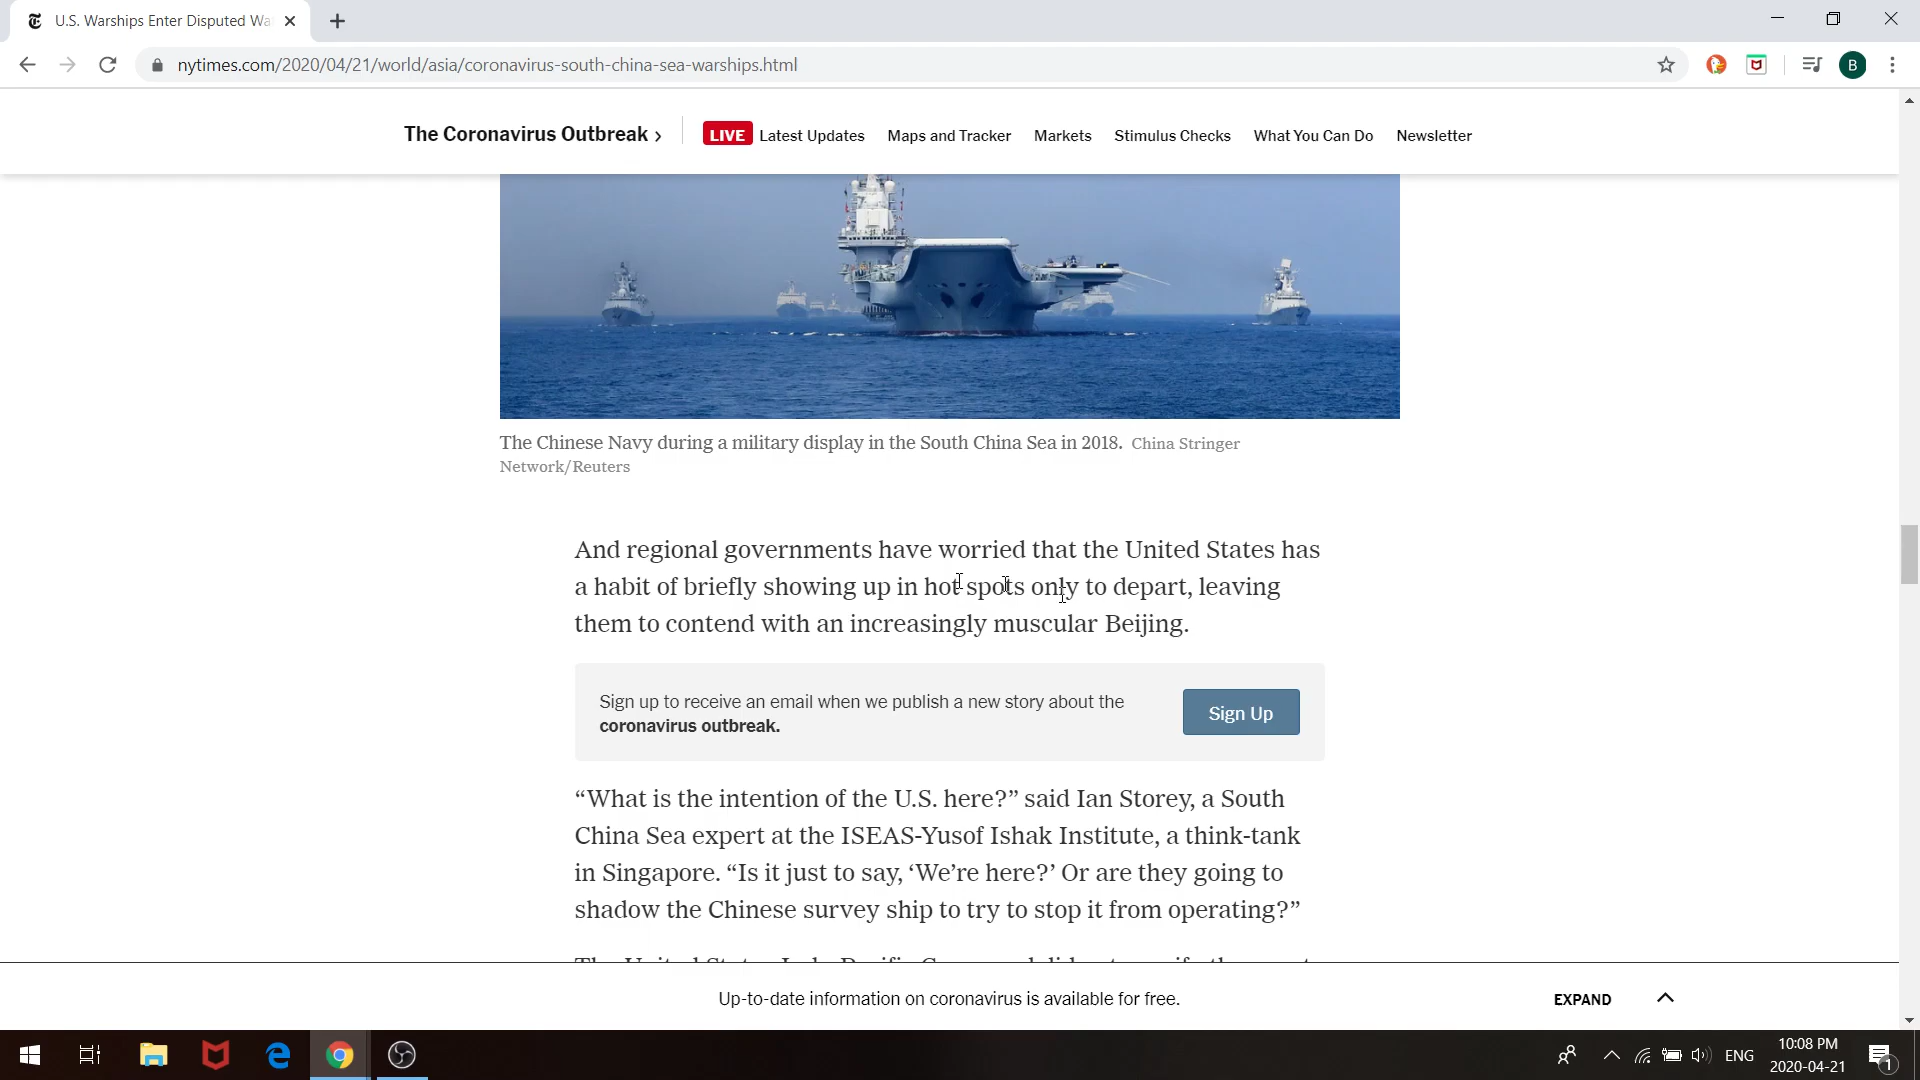 U.S. Warships Enter Disputed Wa
nytimes.com/2020/04/21/world/asia/coronavirus-south-china-sea-warships.html
B
The Coronavirus Outbreak ›
LIVE Latest Updates Maps and Tracker Markets Stimulus Checks What You Can Do Newsletter
The Chinese Navy during a military display in the South China Sea in 2018. China Stringer
Network/Reuters
And regional governments have worried that the United States has
a habit of briefly showing up in hot spots only to depart, leaving
them to contend with an increasingly muscular Beijing.
Sign up to receive an email when we publish a new story about the
coronavirus outbreak.
Sign Up
“What is the intention of the U.S. here?” said Ian Storey, a South
China Sea expert at the ISEAS-Yusof Ishak Institute, a think-tank
in Singapore. “Is it just to say, ‘We’re here?’ Or are they going to
shadow the Chinese survey ship to try to stop it from operating?”
Up-to-date information on coronavirus is available for free.
EXPAND
ENG
10:08 PM
2020-04-21
1